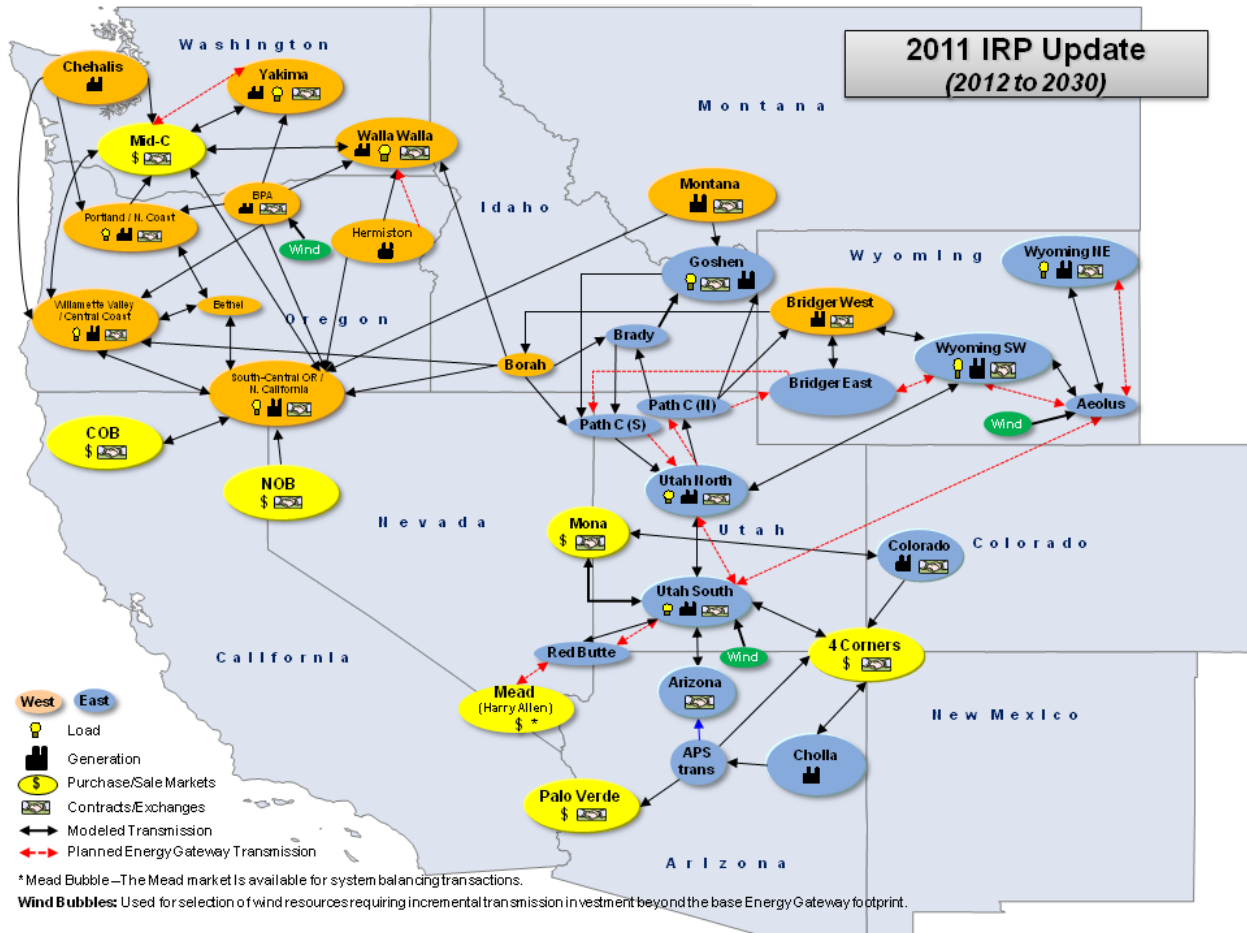 2011 IRP Update
(2012 to 2030)
Washington
Chehalis
Yakima
Montana
Mid-C
$
Walla Walla
BPA
Montana
Idaho
Portland / N. Coast
Wind
Hermiston
Goshen
Wyoming
Wyoming NE
Willamette Valley
/ Central Coast
Bethel
Oregon
Bridger West
Brady
Wyoming SW
Borah
Bridger East
South-Central OR /
N. California
Path C (N)
Aeolus
Path C (S)
Wind
COB
$
Utah North
NOB
$
Nevada
Mona
$
Utah
Colorado
Colorado
Utah South
California
Red Butte
Wind
4 Corners
$
Arizona
Mead
(Harry Allen)
$ *
New Mexico
APS
trans
Cholla
Palo Verde
$
Arizona
West
East
Load
Generation
$ Purchase/Sale Markets
Contracts/Exchanges
Modeled Transmission
Planned Energy Gateway Transmission
* Mead Bubble –The Mead market Is available for system balancing transactions.
Wind Bubbles: Used for selection of wind resources requiring incremental transmission investment beyond the base Energy Gateway footprint.